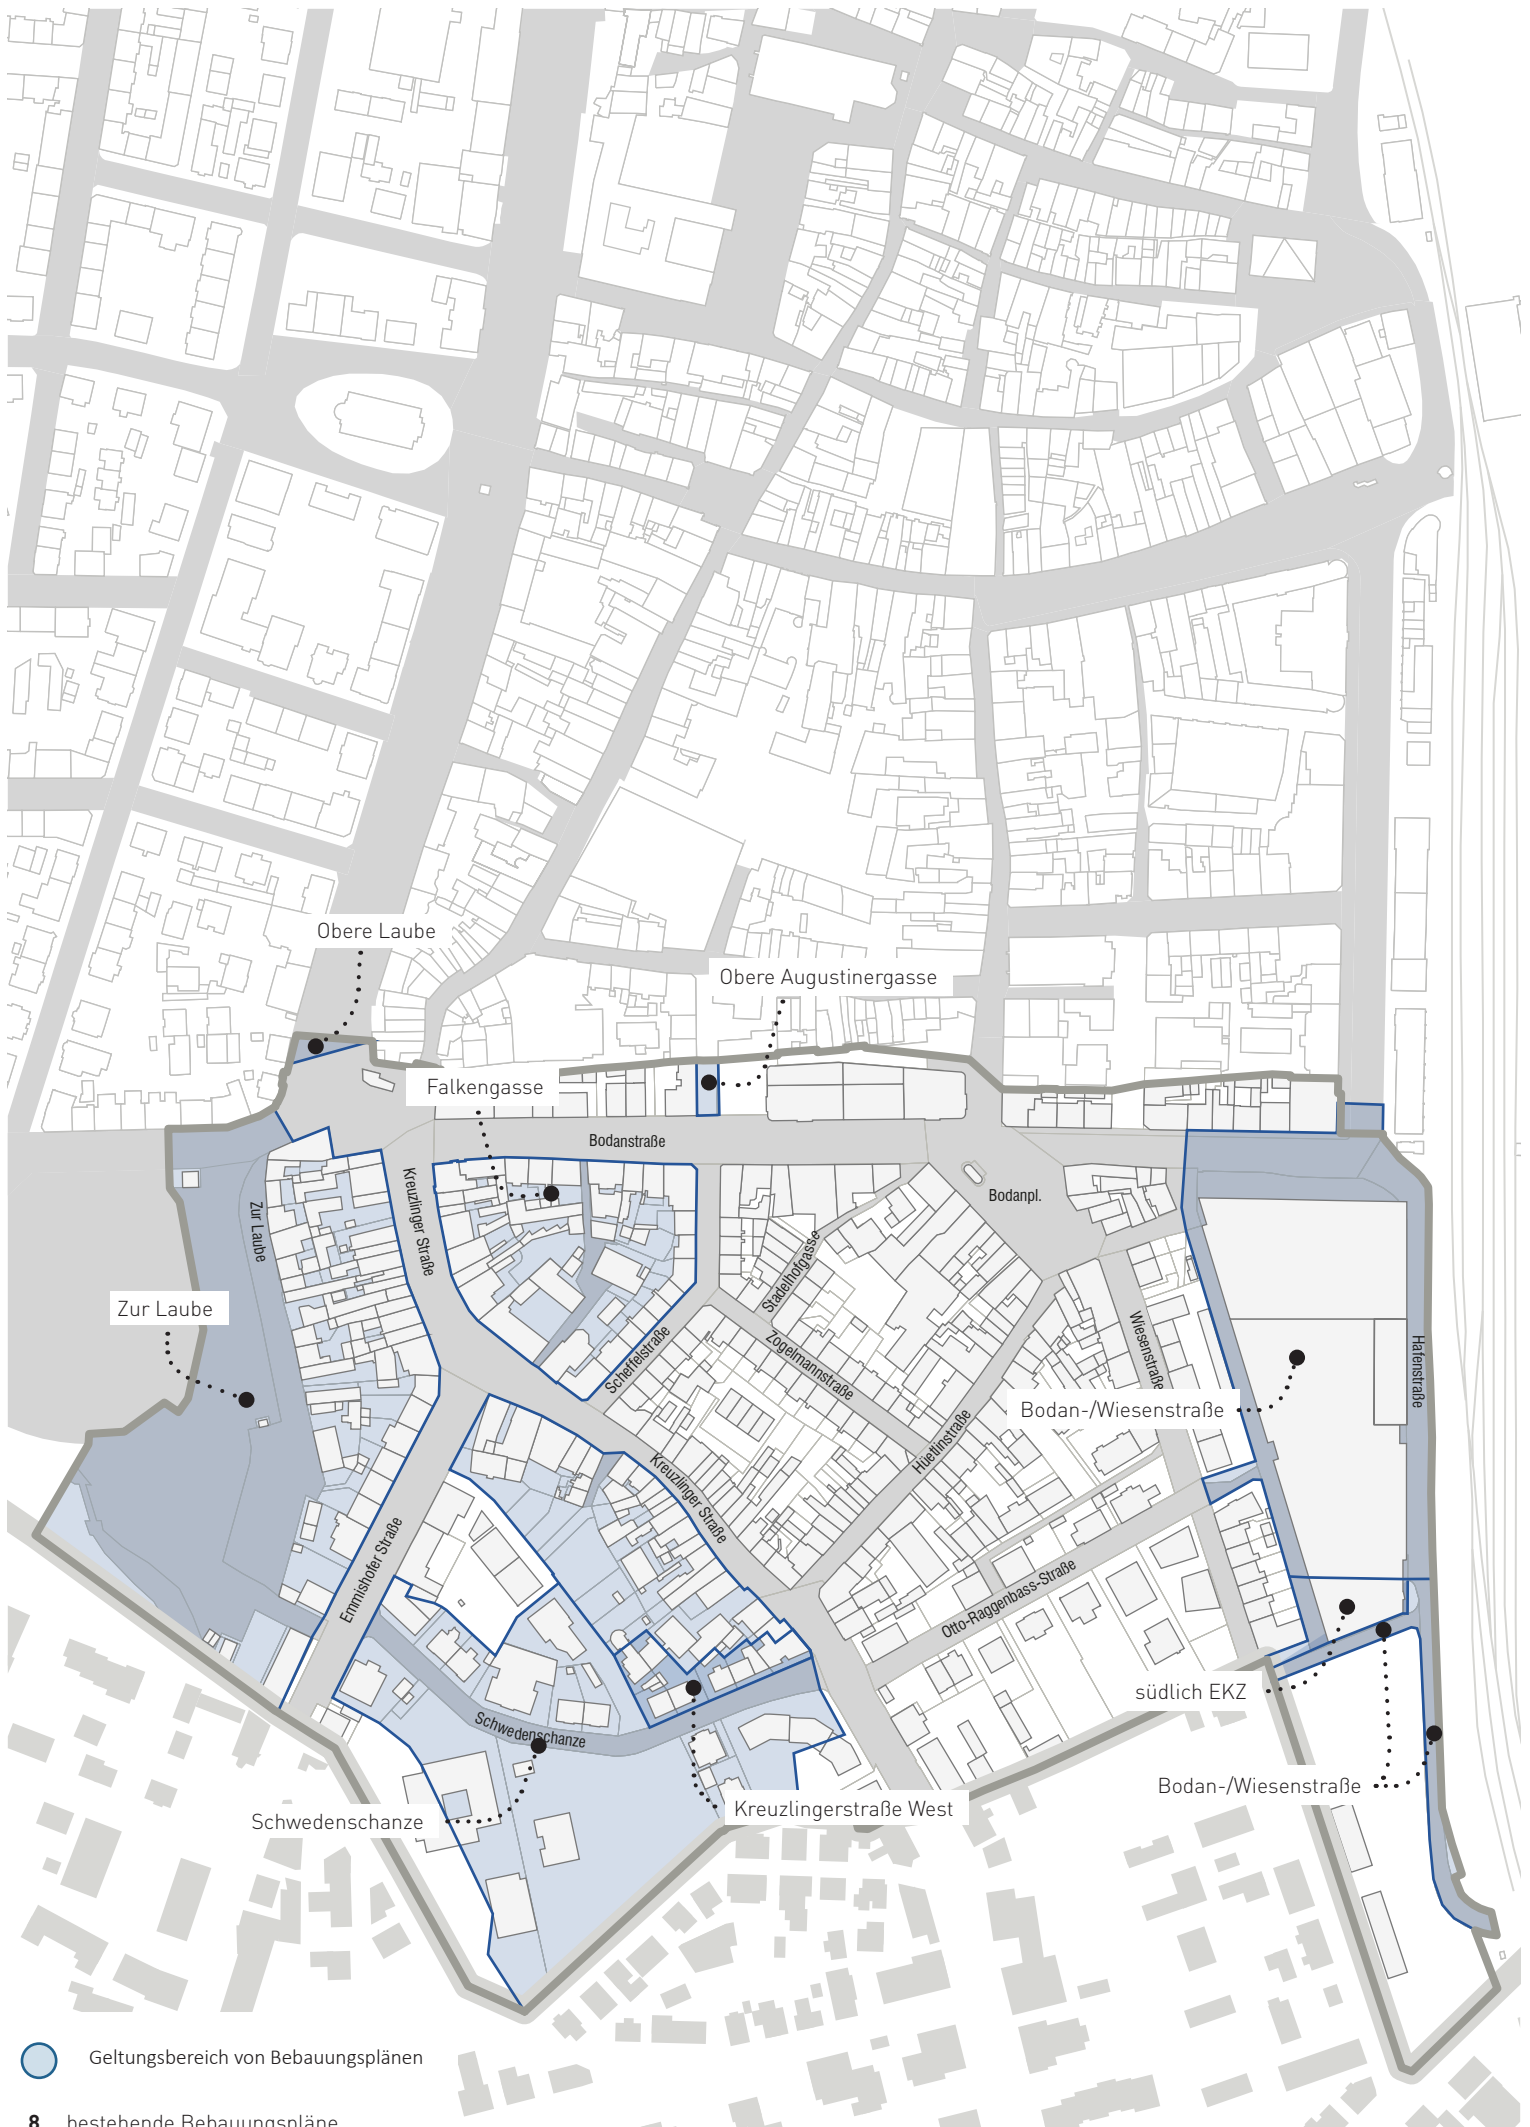 Obere Laube
Obere Augustinergasse
Falkengasse
Bodanstraße
Kreuzlinger Straße
Bodanpl.
Zur Laube
Stadelhofgasse
Zur Laube
Scheffelstraße
Zogelmannstraße
Wiesenstraße
Hafenstraße
Bodan-/Wiesenstraße
Hüetlinstraße
Kreuzlinger Straße
Emmishofer Straße
Otto-Raggenbass-Straße
südlich EKZ
Schwedenschanze
Bodan-/Wiesenstraße
Kreuzlingerstraße West
Schwedenschanze
Geltungsbereich von Bebauungsplänen
8 bestehende Bebauungspläne